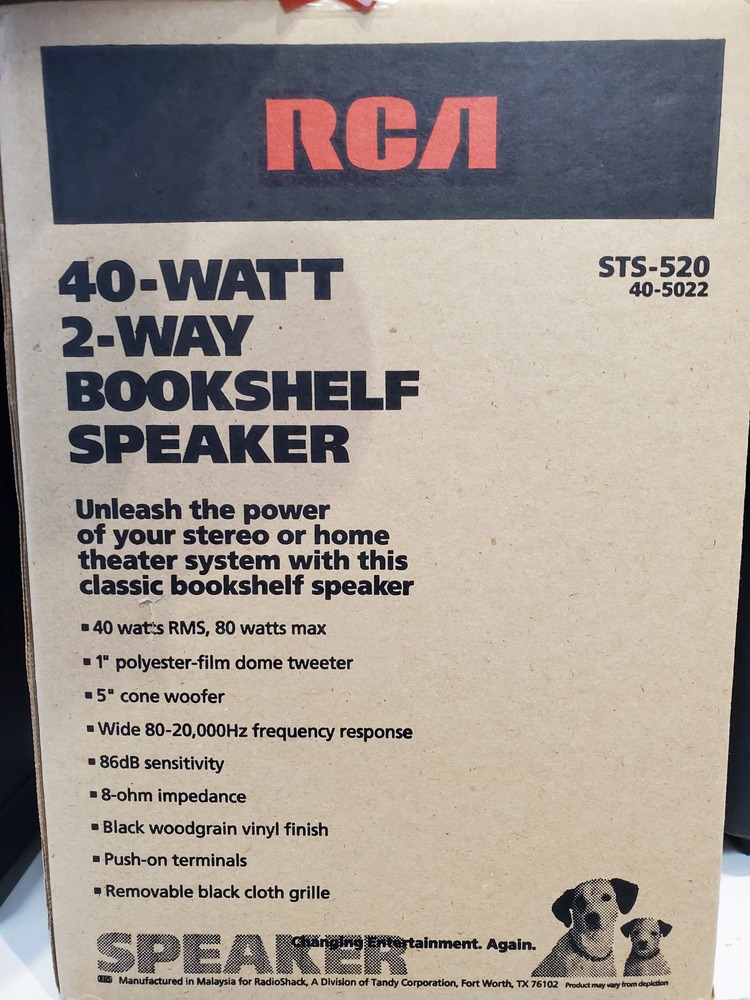 RCA
40-WATT
2-WAY
BOOKSHELF
SPEAKER
STS-520
40-5022
Unleash the power
of your stereo or home
theater system with this
classic bookshelf speaker
▪ 40 watts RMS, 80 watts max
▪ 1" polyester-film dome tweeter
▪ 5" cone woofer
▪ Wide 80-20,000Hz frequency response
▪ 86dB sensitivity
▪ 8-ohm impedance
▪ Black woodgrain vinyl finish
▪ Push-on terminals
▪ Removable black cloth grille
SPEAKER
Changing Entertainment. Again.
Manufactured in Malaysia for RadioShack, A Division of Tandy Corporation, Fort Worth, TX 76102
Product may vary from depiction